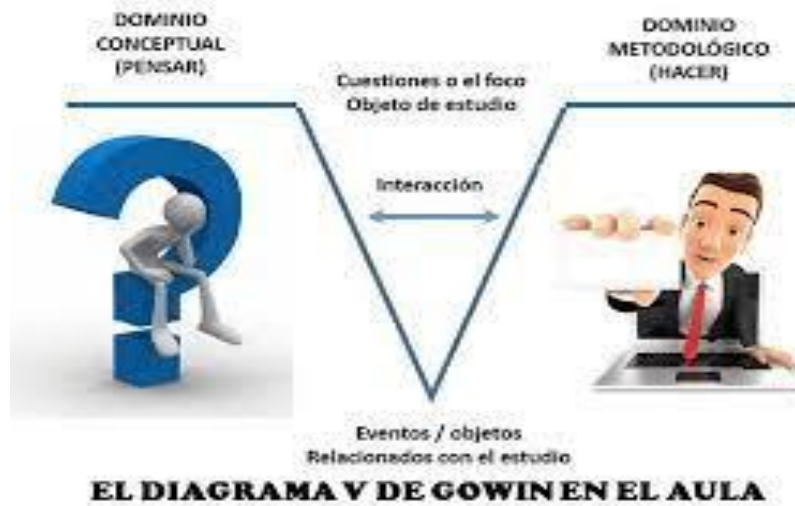 DOMINIO
CONCEPTUAL
(PENSAR)
DOMINIO
METODOLÓGICO
(HACER)
Cuestiones o el foco
Objeto de estudio
Interacción
Eventos / objetos
Relacionados con el estudio
EL DIAGRAMA V DE GOWIN EN EL AULA